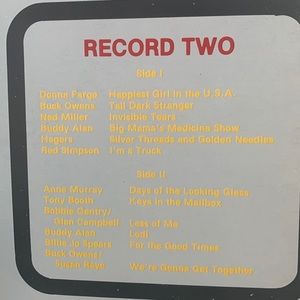 RECORD TWO
Side I
Donna Fargo Happiest Girl in the U.S.A.
Buck Owens Tall Dark Stranger
Ned Miller Invisible Tears
Buddy Alan Big Mama's Medicine Show
Hagers Silver Threads and Golden Needles
Red Simpson I'm a Truck
Side II
Anne Murray Days of the Looking Glass
Tony Booth Keys in the Mailbox
Bobbie Gentry/
Glen Campbell Less of Me
Buddy Alan Lodi
Billie Jo Spears For the Good Times
Buck Owens/
Susan Raye We're Gonna Get Together